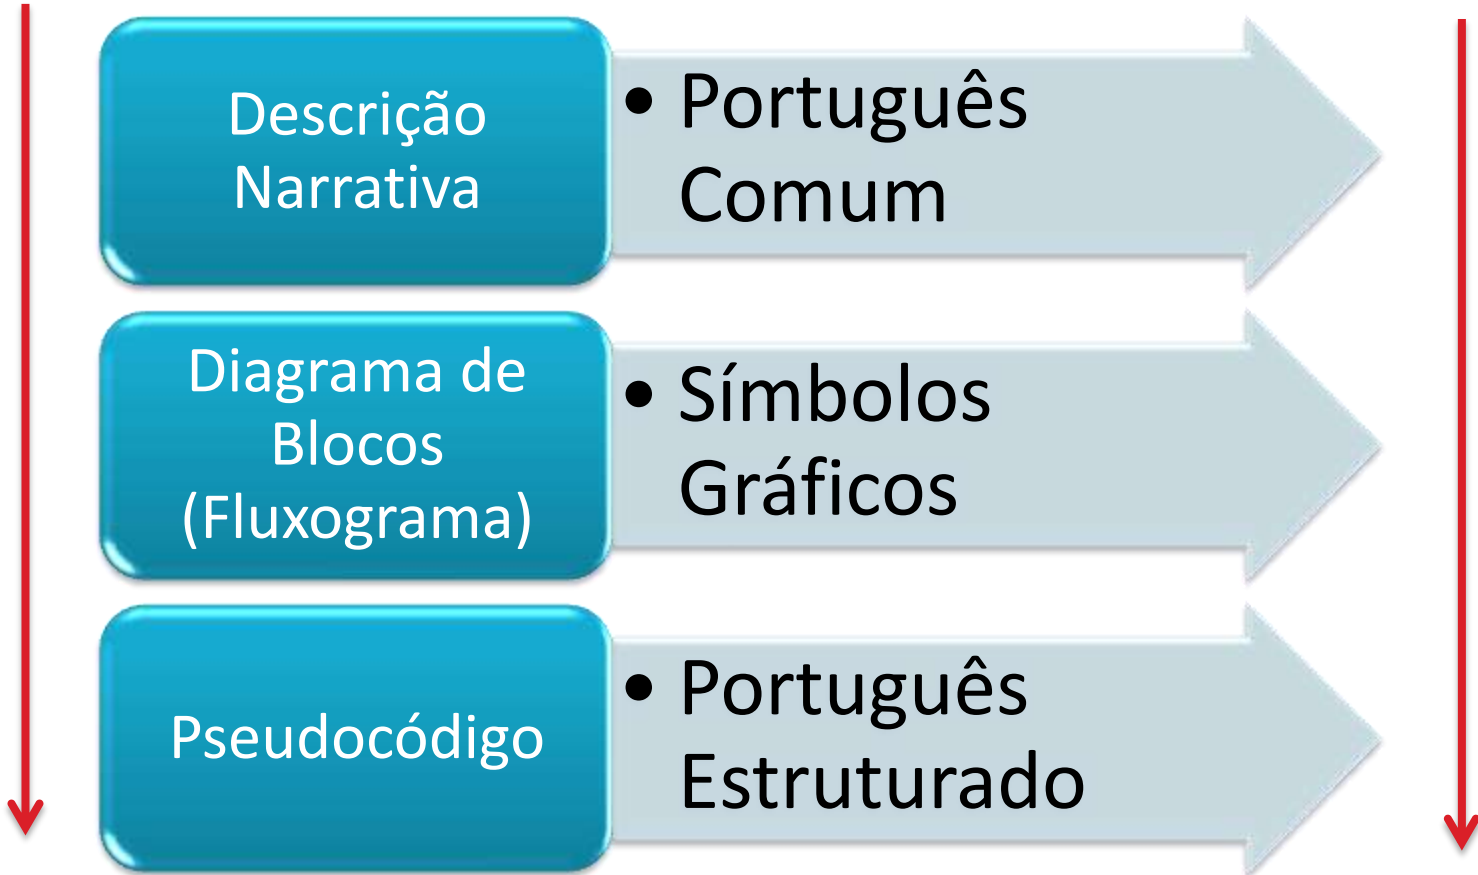 Descrição
Narrativa
• Português
Comum
Diagrama de
Blocos
(Fluxograma)
• Símbolos
Gráficos
Pseudocódigo
• Português
Estruturado